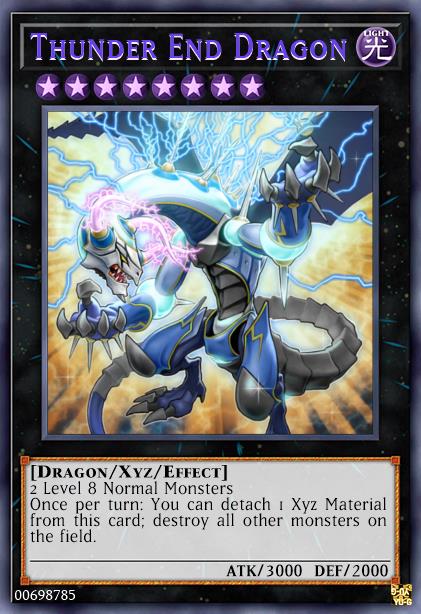 THUNDER END DRAGON
LIGHT
光
[DRAGON/XYZ/EFFECT]
2 Level 8 Normal Monsters
Once per turn: You can detach 1 Xyz Material
from this card; destroy all other monsters on
the field.
ATK/3000 DEF/2000
00698785